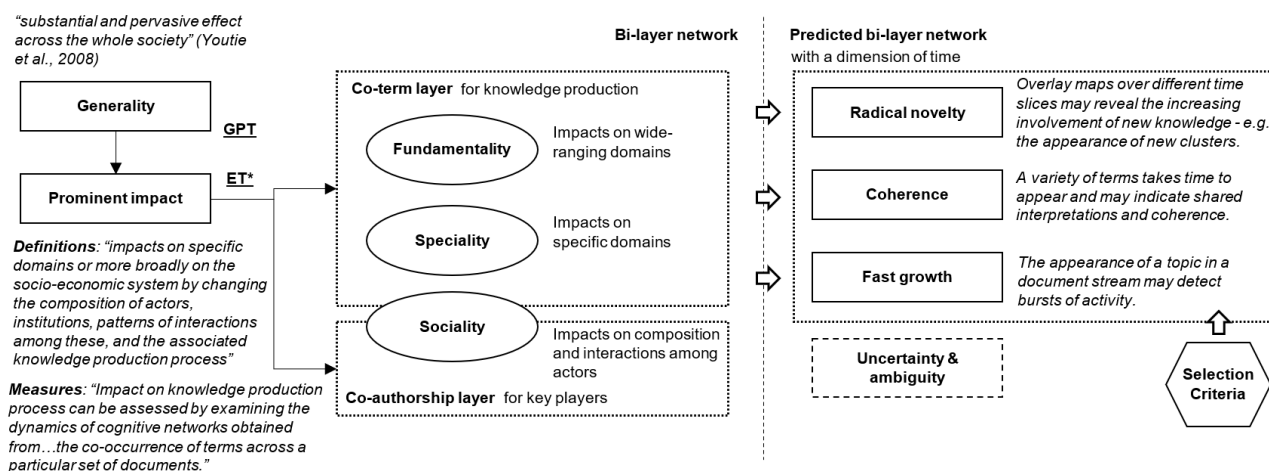 “substantial and pervasive effect
across the whole society” (Youtie
et al., 2008)
Generality
GPT
ET*
Prominent impact
Definitions: “impacts on specific
domains or more broadly on the
socio-economic system by changing
the composition of actors,
institutions, patterns of interactions
among these, and the associated
knowledge production process”
Measures: “Impact on knowledge production
process can be assessed by examining the
dynamics of cognitive networks obtained
from…the co-occurrence of terms across a
particular set of documents.”
Bi-layer network
Co-term layer for knowledge production
Fundamentality
Impacts on wide-
ranging domains
Speciality
Impacts on
specific domains
Sociality
Impacts on composition
and interactions among
actors
Co-authorship layer for key players
Predicted bi-layer network
with a dimension of time
Radical novelty
Overlay maps over different time
slices may reveal the increasing
involvement of new knowledge - e.g.
the appearance of new clusters.
Coherence
A variety of terms takes time to
appear and may indicate shared
interpretations and coherence.
Fast growth
The appearance of a topic in a
document stream may detect
bursts of activity.
Uncertainty &
ambiguity
Selection
Criteria